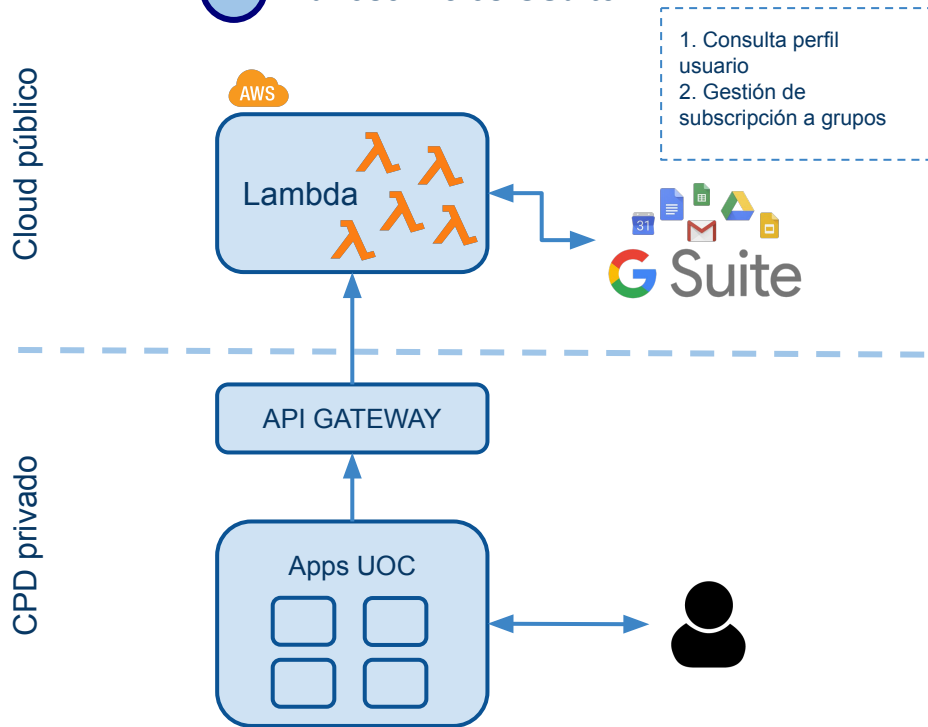 Cloud público
1. Consulta perfil
usuario
2. Gestión de
subscripción a grupos
AWS
Lambda
31
G Suite
API GATEWAY
CPD privado
Apps UOC